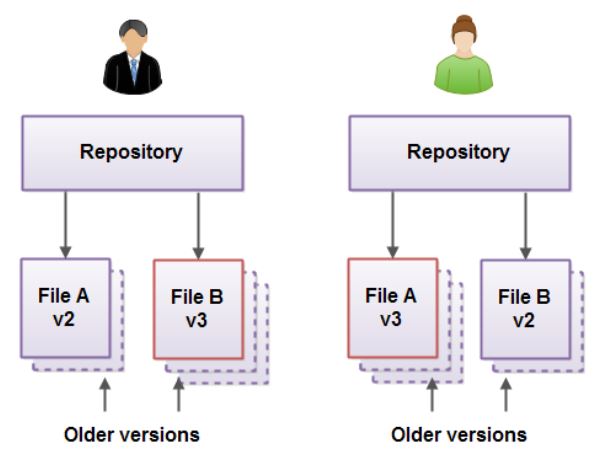 Repository
Repository
File A
v2
File B
v3
File A
v3
File B
v2
Older versions
Older versions